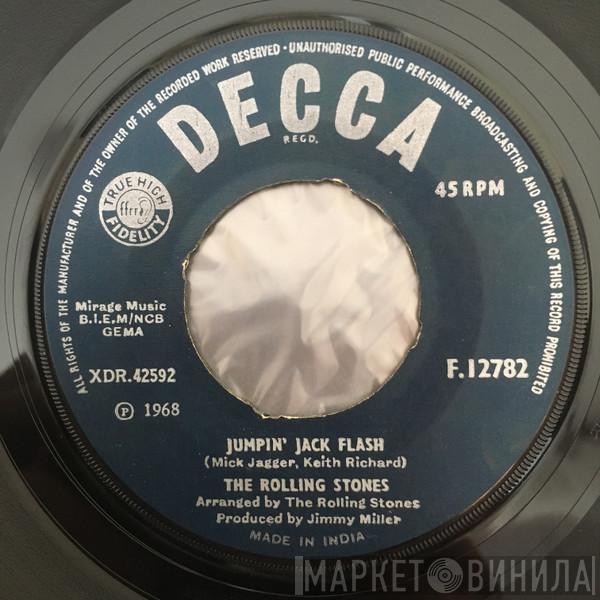 ALL RIGHTS OF THE MANUFACTURER AND OF THE OWNER OF THE RECORDED WORK RESERVED · UNAUTHORISED PUBLIC PERFORMANCE BROADCASTING AND COPYING OF THIS RECORD PROHIBITED
DECCA
REGD.
45 RPM
TRUE HIGH
ffrr
FIDELITY
Mirage Music
B.I.E.M/NCB
GEMA
XDR.42592
F.12782
℗ 1968
JUMPIN' JACK FLASH
(Mick Jagger, Keith Richard)
THE ROLLING STONES
Arranged by The Rolling Stones
Produced by Jimmy Miller
MADE IN INDIA
МАРКЕТ ВИНИЛА